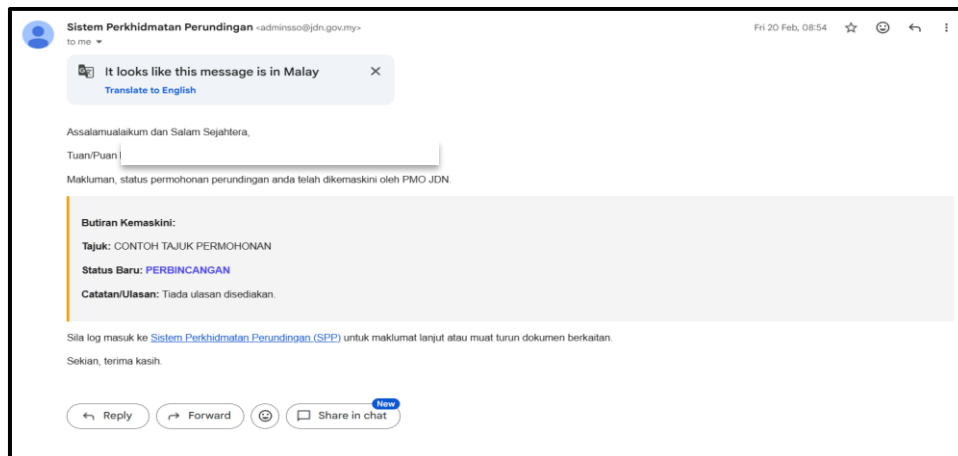 Sistem Perkhidmatan Perundingan <adminsso@jdn.gov.my> Fri 20 Feb, 08:54
to me
It looks like this message is in Malay
Translate to English
Assalamualaikum dan Salam Sejahtera,
Tuan/Puan
Makluman, status permohonan perundingan anda telah dikemaskini oleh PMO JDN.
Butiran Kemaskini:
Tajuk: CONTOH TAJUK PERMOHONAN
Status Baru: PERBINCANGAN
Catatan/Ulasan: Tiada ulasan disediakan.
Sila log masuk ke Sistem Perkhidmatan Perundingan (SPP) untuk maklumat lanjut atau muat turun dokumen berkaitan.
Sekian, terima kasih.
New
Reply Forward Share in chat